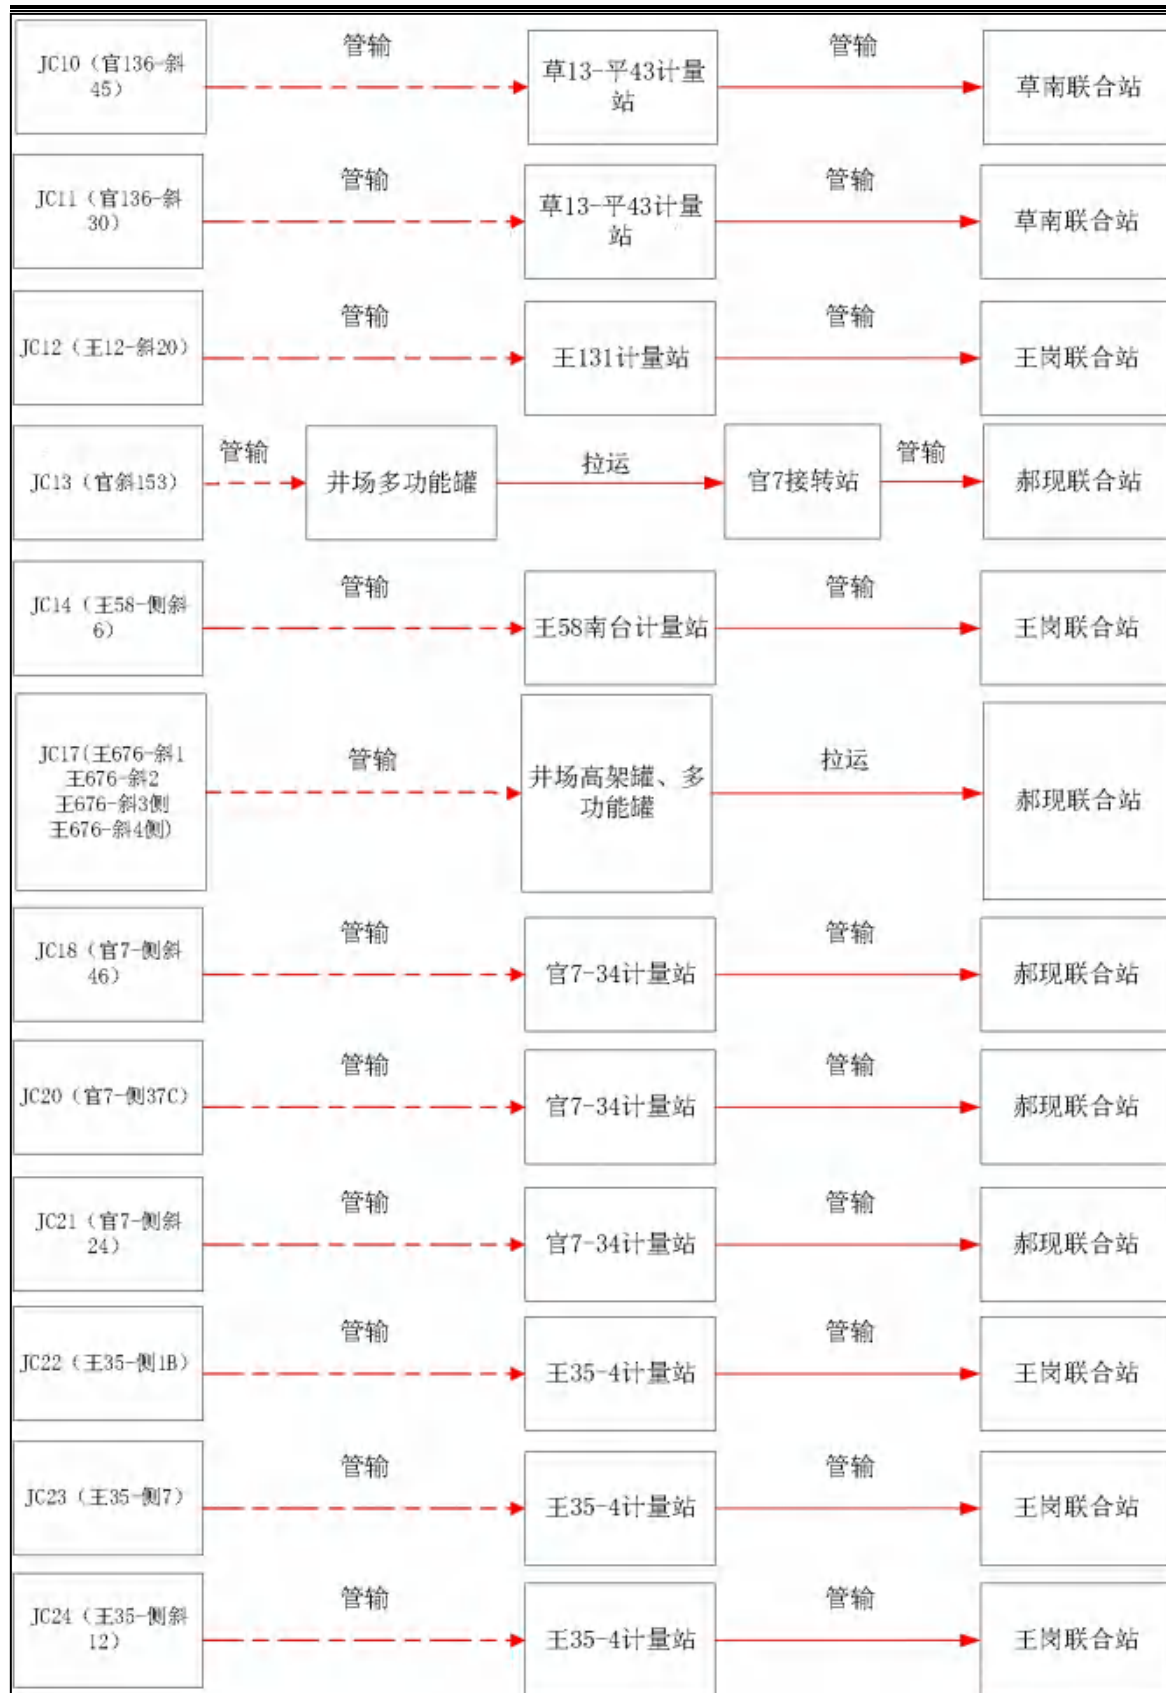 管输
管输
JC10（官136-斜
45）
草13-平43计量
站
草南联合站
管输
管输
JC11（官136-斜
30）
草13-平43计量
站
草南联合站
管输
管输
JC12（王12-斜20）
王131计量站
王岗联合站
管输
拉运
管输
JC13（官斜153）
井场多功能罐
官7接转站
郝现联合站
管输
管输
JC14（王58-侧斜
6）
王58南台计量站
王岗联合站
管输
拉运
JC17(王676-斜1
王676-斜2
王676-斜3侧
王676-斜4侧)
井场高架罐、多
功能罐
郝现联合站
管输
管输
JC18（官7-侧斜
46）
官7-34计量站
郝现联合站
管输
管输
JC20（官7-侧37C）
官7-34计量站
郝现联合站
管输
管输
JC21（官7-侧斜
24）
官7-34计量站
郝现联合站
管输
管输
JC22（王35-侧1B）
王35-4计量站
王岗联合站
管输
管输
JC23（王35-侧7）
王35-4计量站
王岗联合站
管输
管输
JC24（王35-侧斜
12）
王35-4计量站
王岗联合站